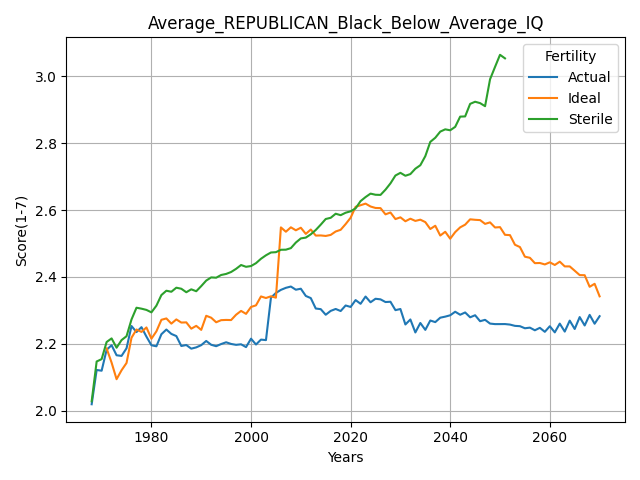 Average_REPUBLICAN_Black_Below_Average_IQ
Fertility
Actual
Ideal
Sterile
Score(1-7)
3.0
2.8
2.6
2.4
2.2
2.0
1980
2000
2020
2040
2060
Years